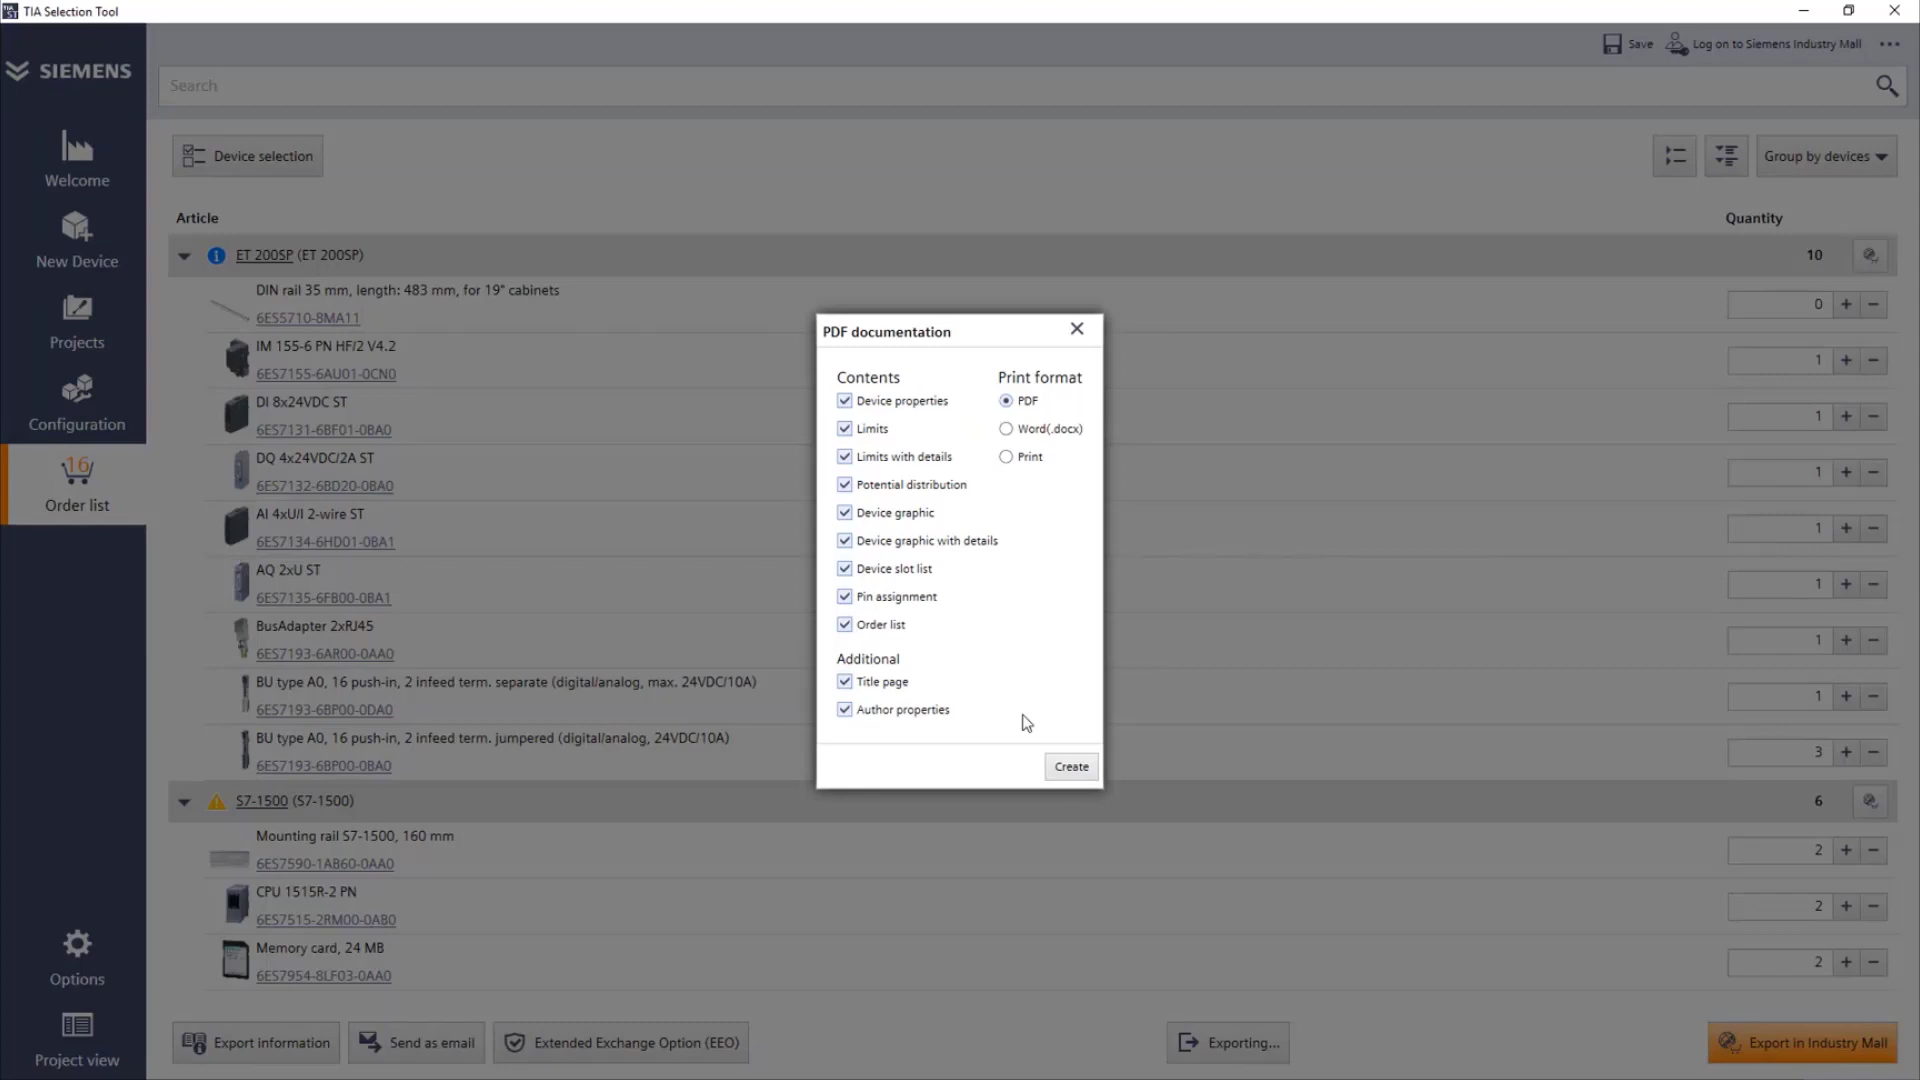 TIA Selection Tool
SIEMENS
Save
Log on to Siemens Industry Mall
Search
Welcome
New Device
Projects
Configuration
16
Order list
Options
Project view
Device selection
Group by devices
Article
Quantity
ET 200SP (ET 200SP)
10
DIN rail 35 mm, length: 483 mm, for 19" cabinets
6ES5710-8MA11
0
IM 155-6 PN HF/2 V4.2
6ES7155-6AU01-0CN0
1
DI 8x24VDC ST
6ES7131-6BF01-0BA0
1
DQ 4x24VDC/2A ST
6ES7132-6BD20-0BA0
1
AI 4xU/I 2-wire ST
6ES7134-6HD01-0BA1
1
AQ 2xU ST
6ES7135-6FB00-0BA1
1
BusAdapter 2xRJ45
6ES7193-6AR00-0AA0
1
BU type A0, 16 push-in, 2 infeed term. separate (digital/analog, max. 24VDC/10A)
6ES7193-6BP00-0DA0
1
BU type A0, 16 push-in, 2 infeed term. jumpered (digital/analog, 24VDC/10A)
6ES7193-6BP00-0BA0
3
S7-1500 (S7-1500)
6
Mounting rail S7-1500, 160 mm
6ES7590-1AB60-0AA0
2
CPU 1515R-2 PN
6ES7515-2RM00-0AB0
2
Memory card, 24 MB
6ES7954-8LF03-0AA0
2
PDF documentation
Contents
Device properties
Limits
Limits with details
Potential distribution
Device graphic
Device graphic with details
Device slot list
Pin assignment
Order list
Additional
Title page
Author properties
Print format
PDF
Word(.docx)
Print
Create
Export information
Send as email
Extended Exchange Option (EEO)
Exporting...
Export in Industry Mall